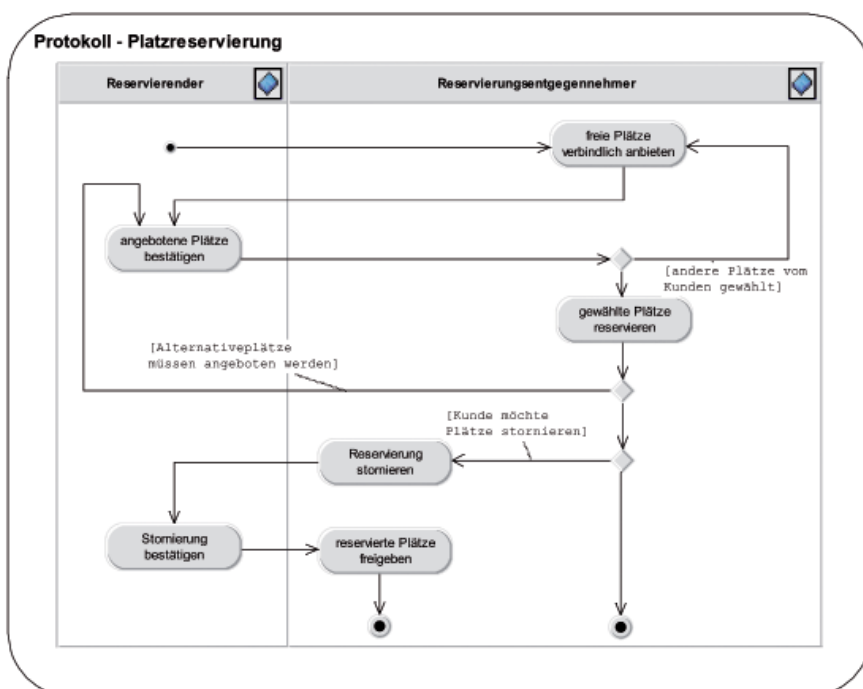 Protokoll - Platzreservierung
Reservierender
Reservierungsentgegennehmer
freie Plätze
verbindlich anbieten
angebotene Plätze
bestätigen
[andere Plätze vom
Kunden gewählt]
gewählte Plätze
reservieren
[Alternativeplätze
müssen angeboten werden]
[Kunde möchte
Plätze stornieren]
Reservierung
stornieren
Stornierung
bestätigen
reservierte Plätze
freigeben